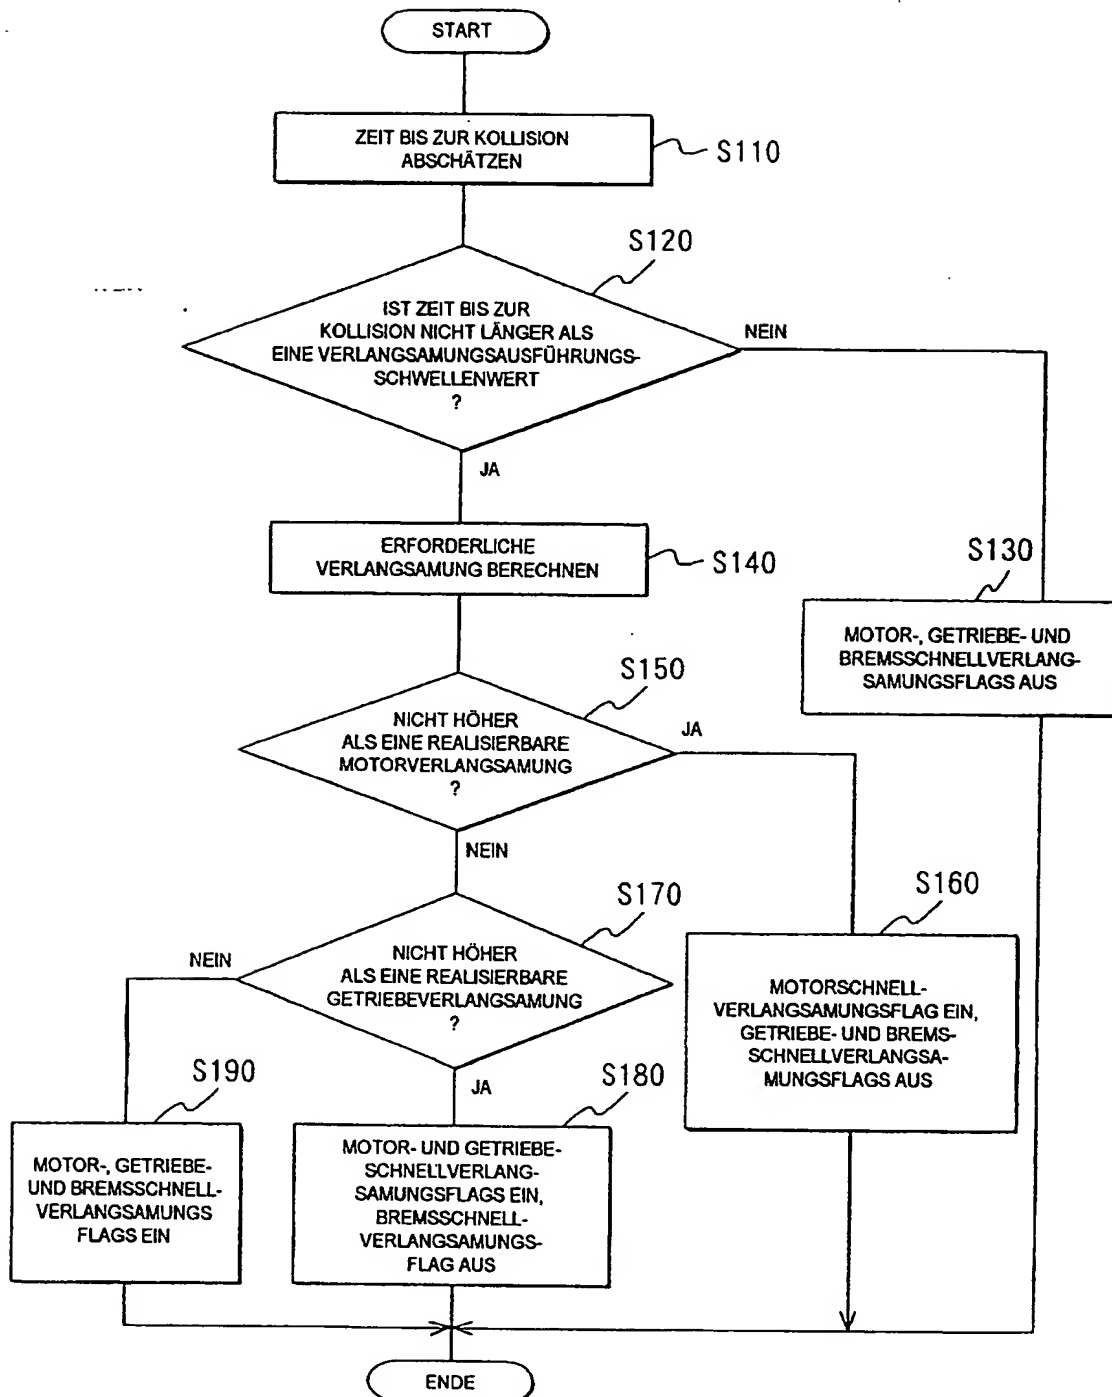 START
ZEIT BIS ZUR KOLLISION
ABSCHÄTZEN
S110
S120
IST ZEIT BIS ZUR
KOLLISION NICHT LÄNGER ALS
EINE VERLANGSAMUNGSAUSFÜHRUNGS-
SCHWELLENWERT
?
NEIN
JA
ERFORDERLICHE
VERLANGSAMUNG BERECHNEN
S140
S130
MOTOR-, GETRIEBE- UND
BREMSSCHNELLVERLANG-
SAMUNGSFLAGS AUS
S150
NICHT HÖHER
ALS EINE REALISIERBARE
MOTORVERLANGSAMUNG
?
JA
NEIN
S170
NICHT HÖHER
ALS EINE REALISIERBARE
GETRIEBEVERLANGSAMUNG
?
NEIN
JA
S160
MOTORSCHNELL-
VERLANGSAMUNGSFLAG EIN,
GETRIEBE- UND BREMS-
SCHNELLVERLANGSA-
MUNGSFLAGS AUS
S190
MOTOR-, GETRIEBE-
UND BREMSSCHNELL-
VERLANGSAMUNGS
FLAGS EIN
S180
MOTOR- UND GETRIEBE-
SCHNELLVERLANG-
SAMUNGSFLAGS EIN,
BREMSSCHNELL-
VERLANGSAMUNGS-
FLAG AUS
ENDE